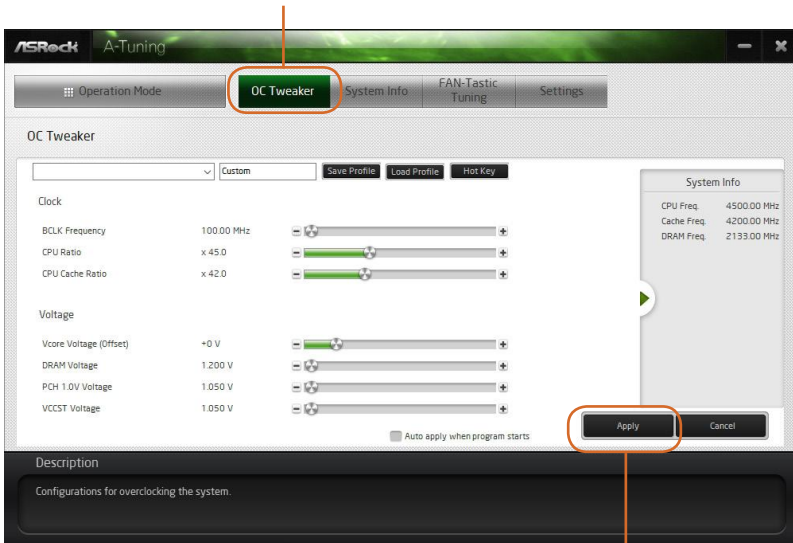 ASRock A-Tuning
Operation Mode OC Tweaker System Info FAN-Tastic Tuning Settings
OC Tweaker
Custom Save Profile Load Profile Hot Key
Clock
BCLK Frequency 100.00 MHz
CPU Ratio x 45.0
CPU Cache Ratio x 42.0
Voltage
Vcore Voltage (Offset) +0 V
DRAM Voltage 1.200 V
PCH 1.0V Voltage 1.050 V
VCCST Voltage 1.050 V
Auto apply when program starts
System Info
CPU Freq. 4500.00 MHz
Cache Freq. 4200.00 MHz
DRAM Freq. 2133.00 MHz
Apply Cancel
Description
Configurations for overclocking the system.